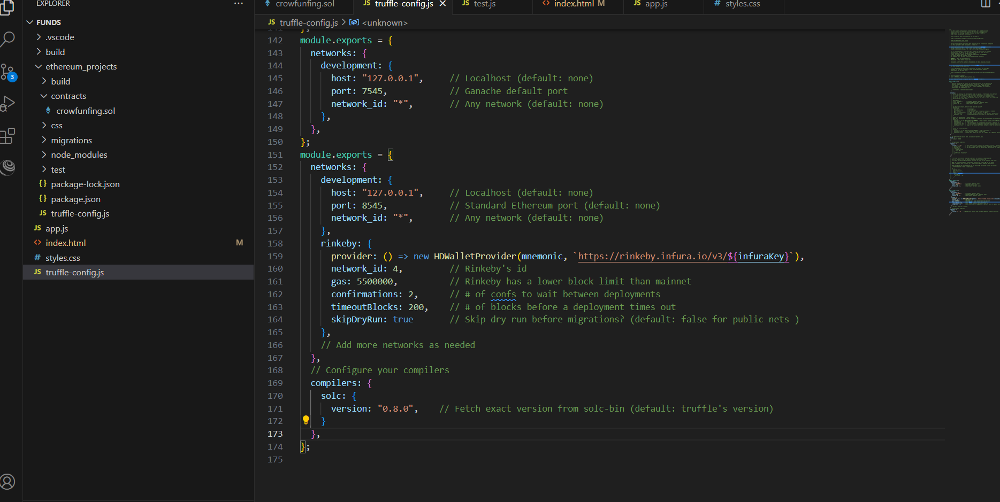 EXPLORER
···
crowfunfing.sol
JS truffle-config.js
JS test.js
<> index.html M
JS app.js
# styles.css
JS truffle-config.js > <unknown>
FUNDS
.vscode
build
ethereum_projects
build
contracts
crowfunfing.sol
css
migrations
node_modules
test
{} package-lock.json
{} package.json
JS truffle-config.js
JS app.js
<> index.html M
# styles.css
JS truffle-config.js
3
142 module.exports = {
143 networks: {
144 development: {
145 host: "127.0.0.1", // Localhost (default: none)
146 port: 7545, // Ganache default port
147 network_id: "*", // Any network (default: none)
148 },
149 },
150 };
151 module.exports = {
152 networks: {
153 development: {
154 host: "127.0.0.1", // Localhost (default: none)
155 port: 8545, // Standard Ethereum port (default: none)
156 network_id: "*", // Any network (default: none)
157 },
158 rinkeby: {
159 provider: () => new HDWalletProvider(mnemonic, `https://rinkeby.infura.io/v3/${infuraKey}`),
160 network_id: 4, // Rinkeby's id
161 gas: 5500000, // Rinkeby has a lower block limit than mainnet
162 confirmations: 2, // # of confs to wait between deployments
163 timeoutBlocks: 200, // # of blocks before a deployment times out
164 skipDryRun: true // Skip dry run before migrations? (default: false for public nets )
165 },
166 // Add more networks as needed
167 },
168 // Configure your compilers
169 compilers: {
170 solc: {
171 version: "0.8.0", // Fetch exact version from solc-bin (default: truffle's version)
172 }
173 },
174 };
175